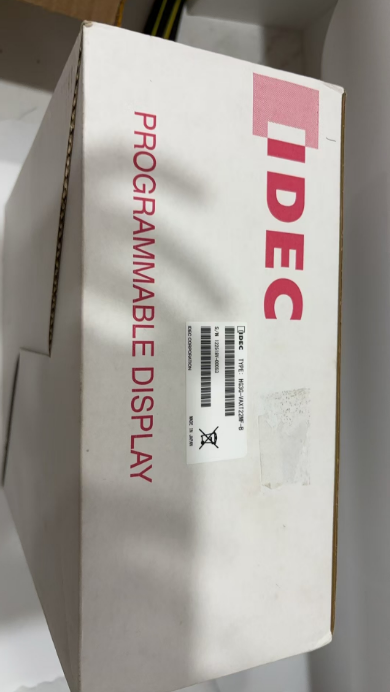 IDEC
PROGRAMMABLE DISPLAY
IDEC TYPE: HG3G-VAXT22MF-B
IDEC CORPORATION
MADE IN JAPAN